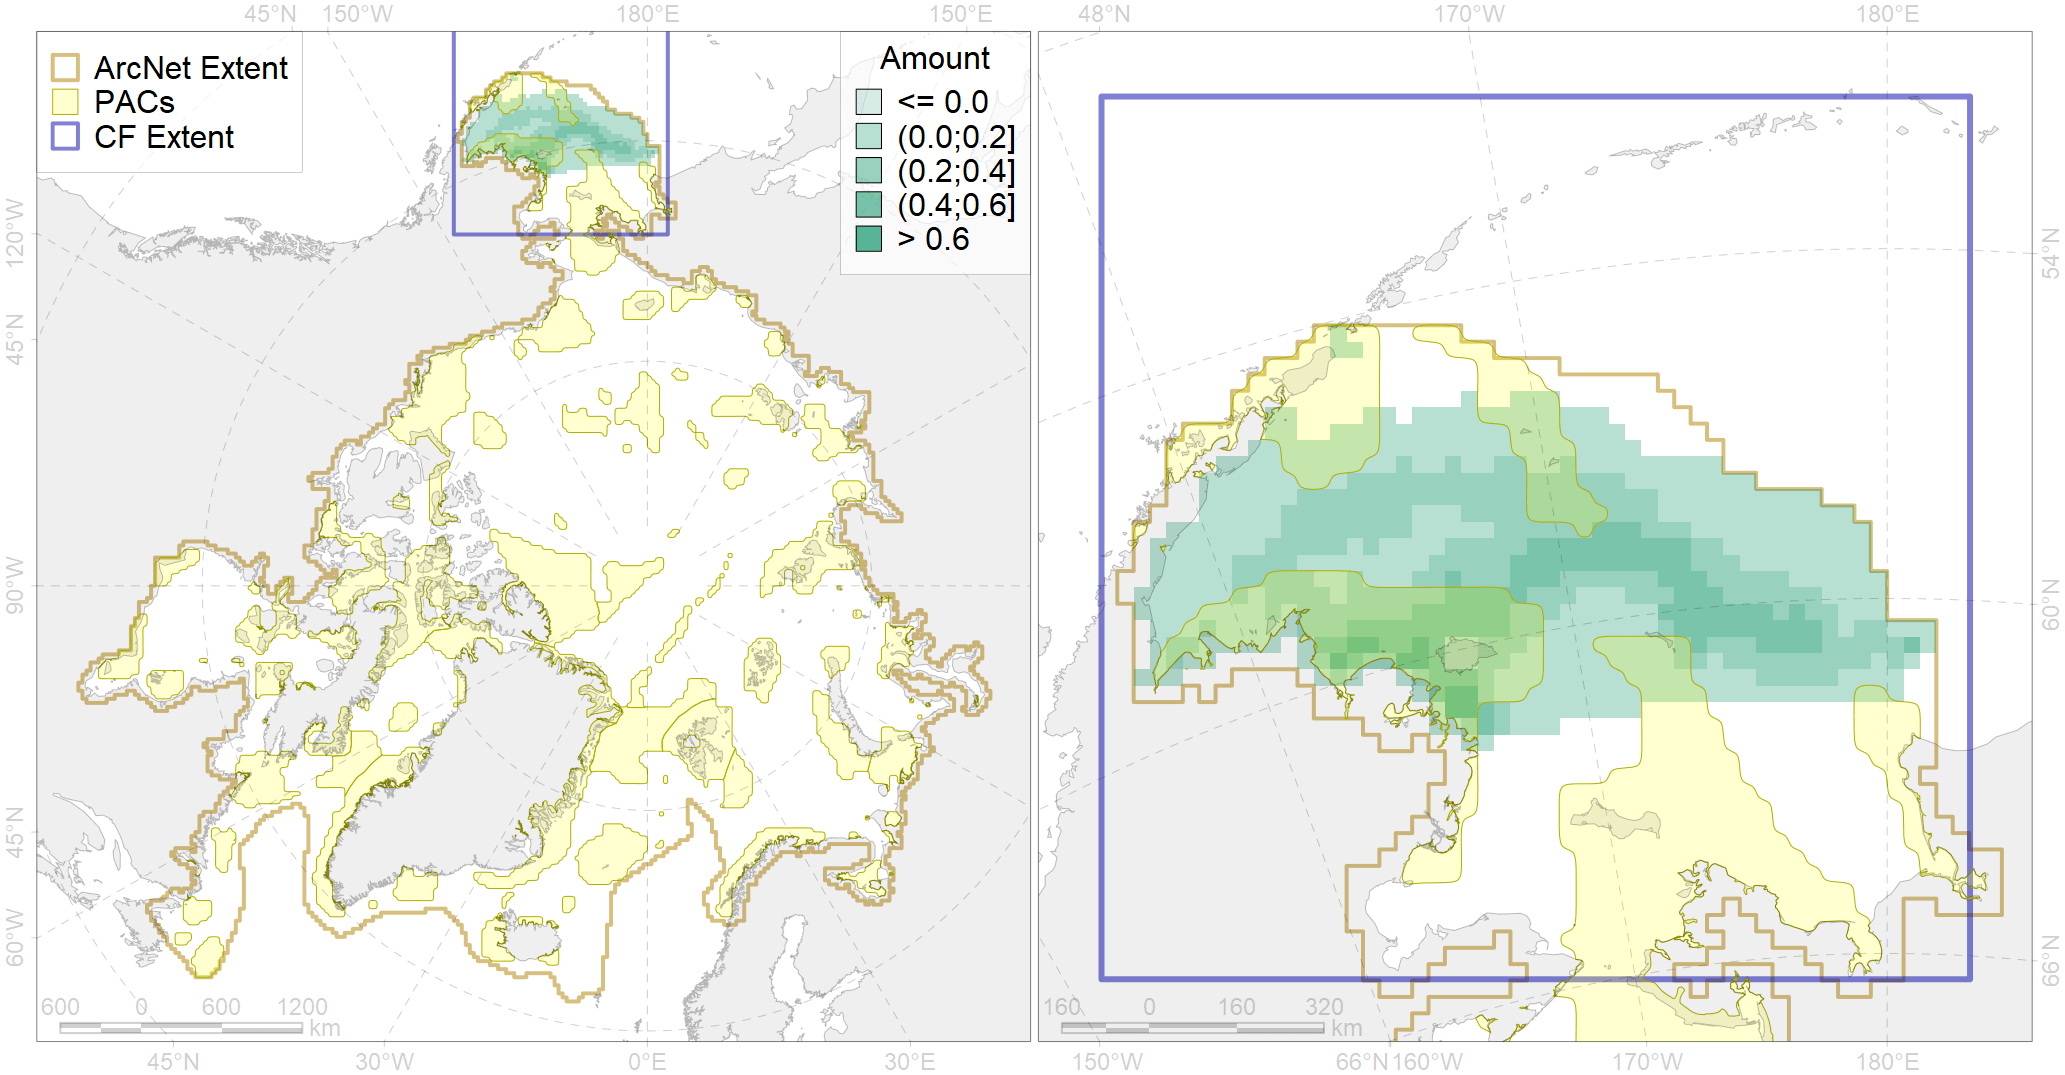 45°N 150°W 180°E 150°E 48°N 170°W 180°E
ArcNet Extent
PACs
CF Extent
Amount
<= 0.0
(0.0;0.2]
(0.2;0.4]
(0.4;0.6]
> 0.6
120°W
45°N
90°W
45°N
60°W
54°N
60°N
66°N
600 0 600 1200
km
160 0 160 320
km
45°N 30°W 0°E 30°E 150°W 66°N 160°W 170°W 180°E